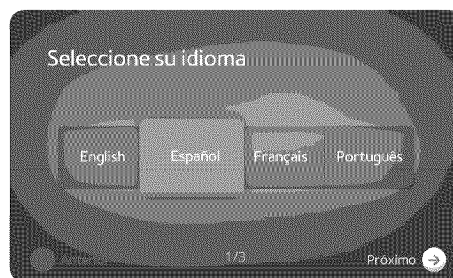 Seleccione su idioma
English Español Français Português
1/3 Próximo